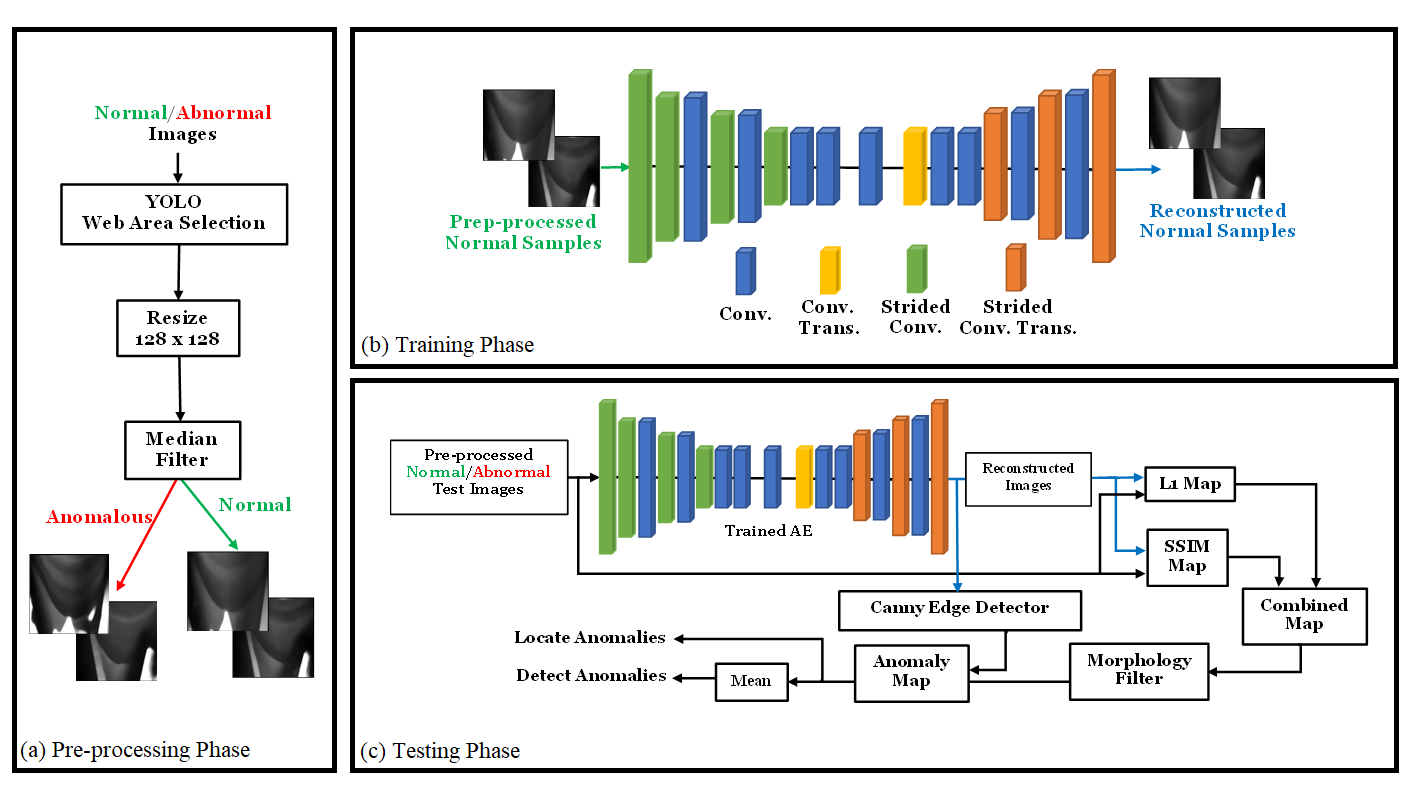 Normal/Abnormal
Images
YOLO
Web Area Selection
Resize
128 x 128
Median
Filter
Anomalous
Normal
(a) Pre-processing Phase
Prep-processed
Normal Samples
Reconstructed
Normal Samples
Conv.
Conv.
Trans.
Strided
Conv.
Strided
Conv. Trans.
(b) Training Phase
Pre-processed
Normal/Abnormal
Test Images
Trained AE
Reconstructed
Images
L1 Map
SSIM
Map
Canny Edge Detector
Combined
Map
Locate Anomalies
Detect Anomalies
Mean
Anomaly
Map
Morphology
Filter
(c) Testing Phase